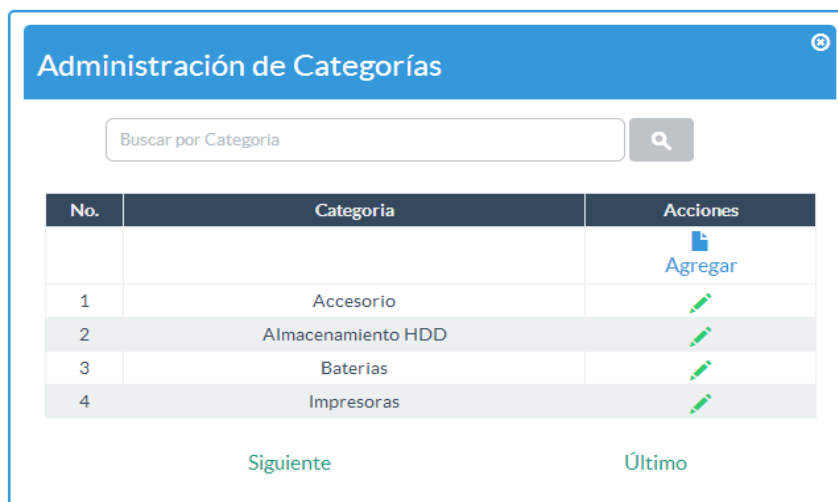 Administración de Categorías
Buscar por Categoria
No. Categoria Acciones
Agregar
1 Accesorio
2 Almacenamiento HDD
3 Baterias
4 Impresoras
Siguiente Último